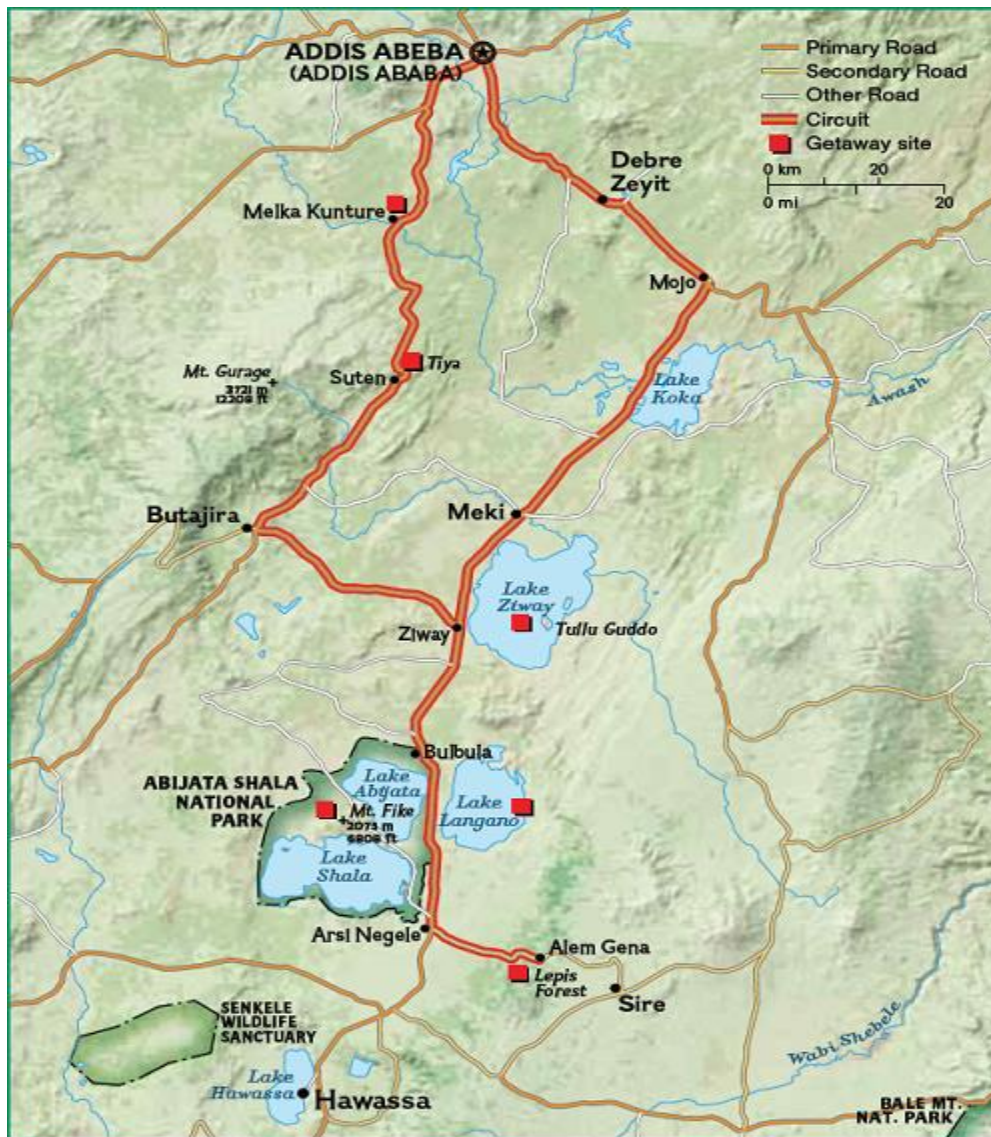 ADDIS ABEBA
(ADDIS ABABA)
Primary Road
Secondary Road
Other Road
Circuit
Getaway site
0 km 20
0 mi 20
Debre
Zeyit
Melka Kunture
Mojo
Mt. Gurage
3721 m
12208 ft
Suten
Tiya
Lake
Koka
Awash
Butajira
Meki
Lake
Ziway
Tullu Guddo
Ziway
Bulbula
ABIJATA SHALA
NATIONAL
PARK
Lake
Abijata
Mt. Fike
2075 m
6808 ft
Lake
Langano
Lake
Shala
Arsi Negele
Alem Gena
Lepis
Forest
Sire
SENKELE
WILDLIFE
SANCTUARY
Wabi Shebele
Lake
Hawassa
Hawassa
BALE MT.
NAT. PARK